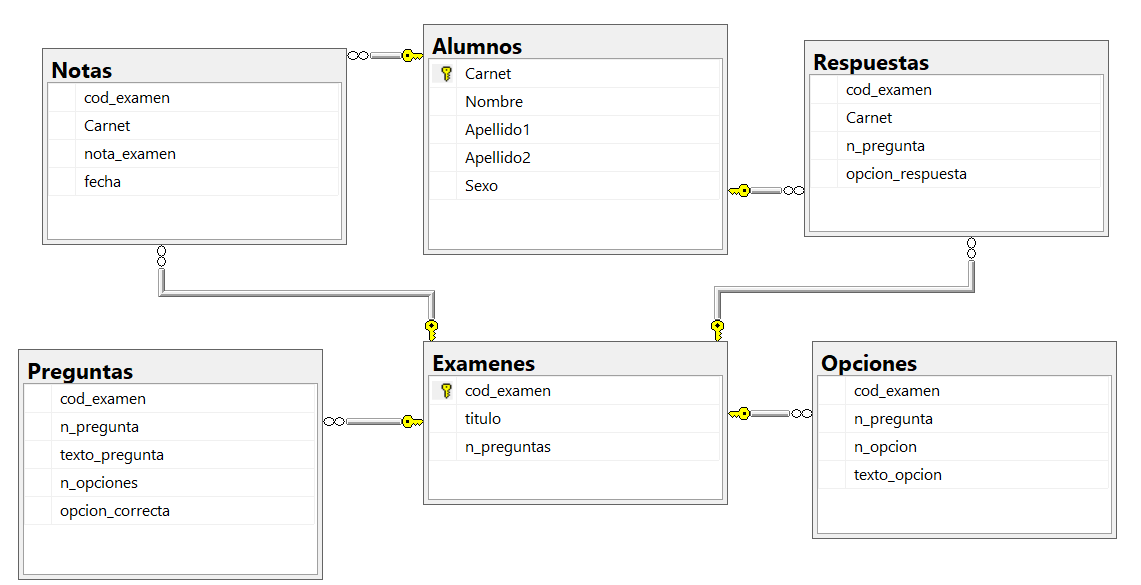 Notas
cod_examen
Carnet
nota_examen
fecha
Alumnos
Carnet
Nombre
Apellido1
Apellido2
Sexo
Respuestas
cod_examen
Carnet
n_pregunta
opcion_respuesta
Preguntas
cod_examen
n_pregunta
texto_pregunta
n_opciones
opcion_correcta
Examenes
cod_examen
titulo
n_preguntas
Opciones
cod_examen
n_pregunta
n_opcion
texto_opcion